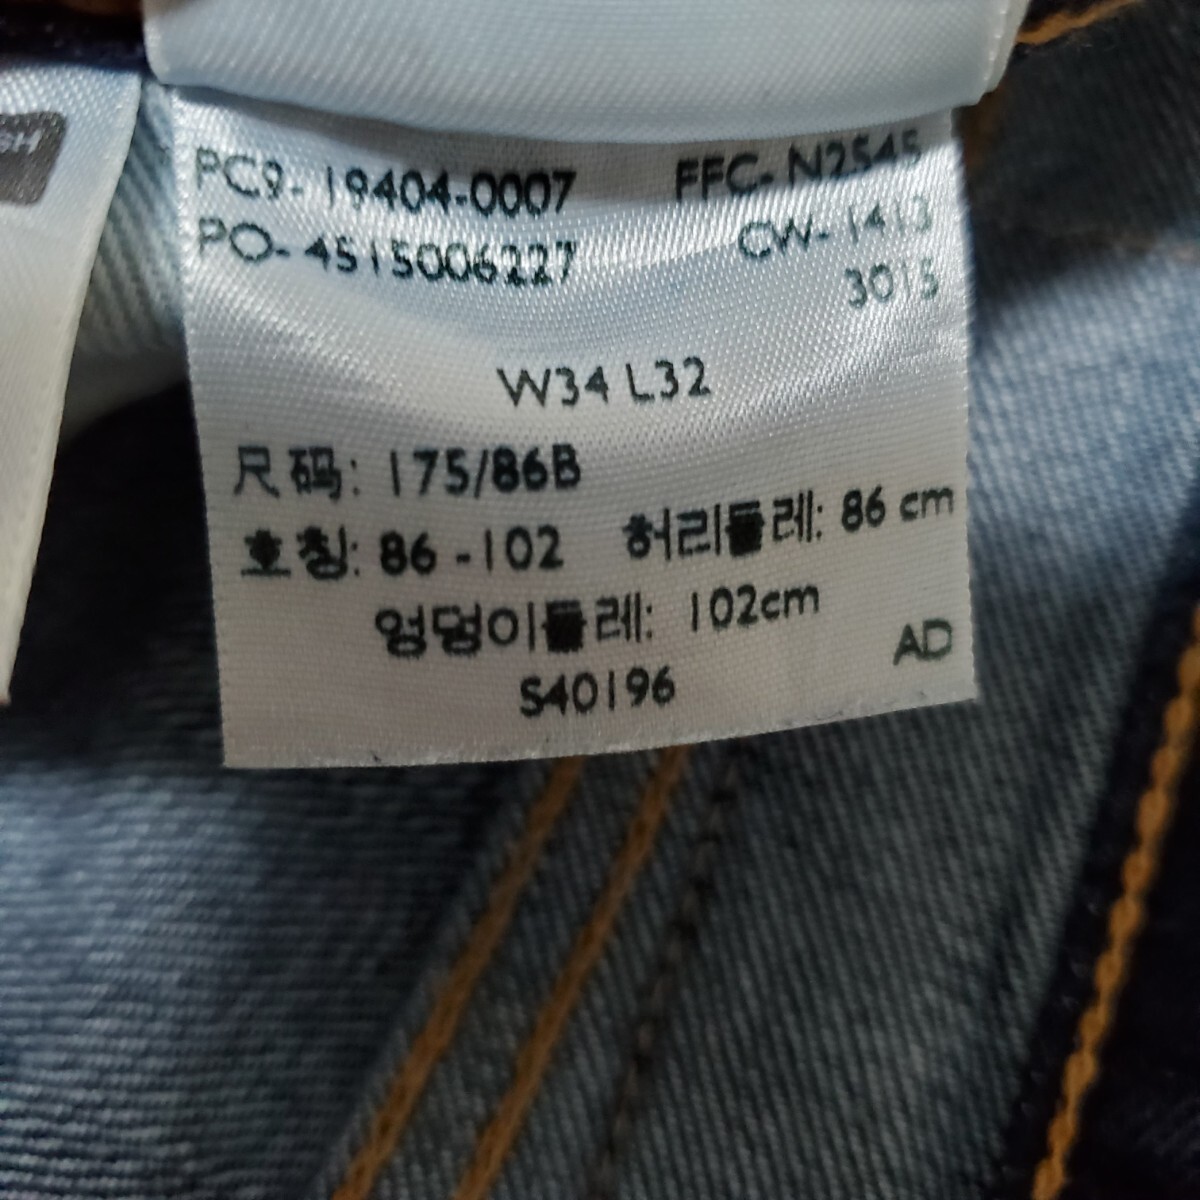 PC9- 19404-0007 FFC- N2545
PO- 4515006227 CW- 1413
3015
W34 L32
尺码: 175/86B
호칭: 86 -102 허리둘레: 86 cm
엉덩이둘레: 102cm
AD
S40196